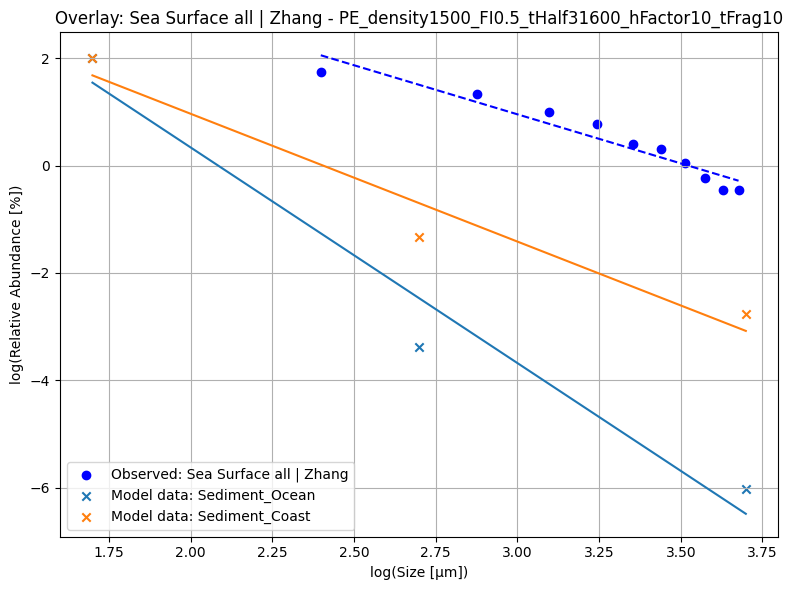 Overlay: Sea Surface all | Zhang - PE_density1500_FI0.5_tHalf31600_hFactor10_tFrag10
2
0
−2
−4
−6
log(Relative Abundance [%])
Observed: Sea Surface all | Zhang
Model data: Sediment_Ocean
Model data: Sediment_Coast
1.75 2.00 2.25 2.50 2.75 3.00 3.25 3.50 3.75
log(Size [μm])